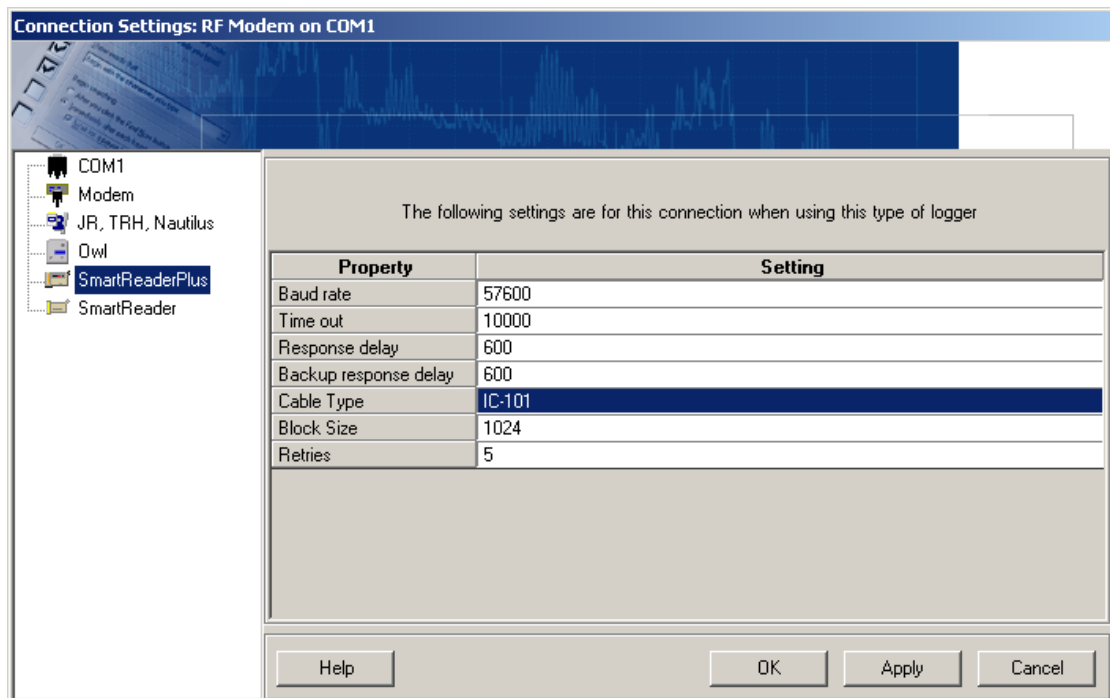 Connection Settings: RF Modem on COM1
COM1
Modem
JR, TRH, Nautilus
Owl
SmartReaderPlus
SmartReader
The following settings are for this connection when using this type of logger
Property Setting
Baud rate 57600
Time out 10000
Response delay 600
Backup response delay 600
Cable Type IC-101
Block Size 1024
Retries 5
Help OK Apply Cancel